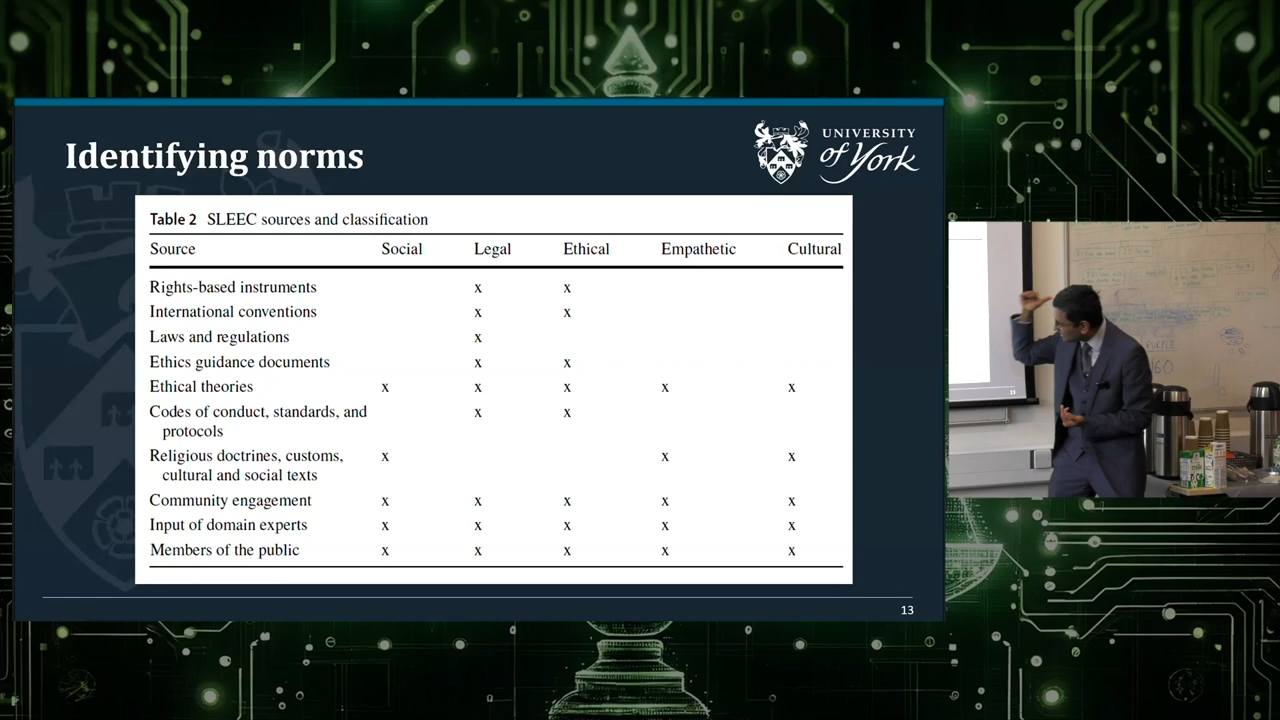 Identifying norms
UNIVERSITY
of York
Table 2 SLEEC sources and classification
Source Social Legal Ethical Empathetic Cultural
Rights-based instruments x x
International conventions x x
Laws and regulations x
Ethics guidance documents x x
Ethical theories x x x x x
Codes of conduct, standards, and x x
protocols
Religious doctrines, customs, x x x
cultural and social texts
Community engagement x x x x x
Input of domain experts x x x x x
Members of the public x x x x x
13
PURPLE